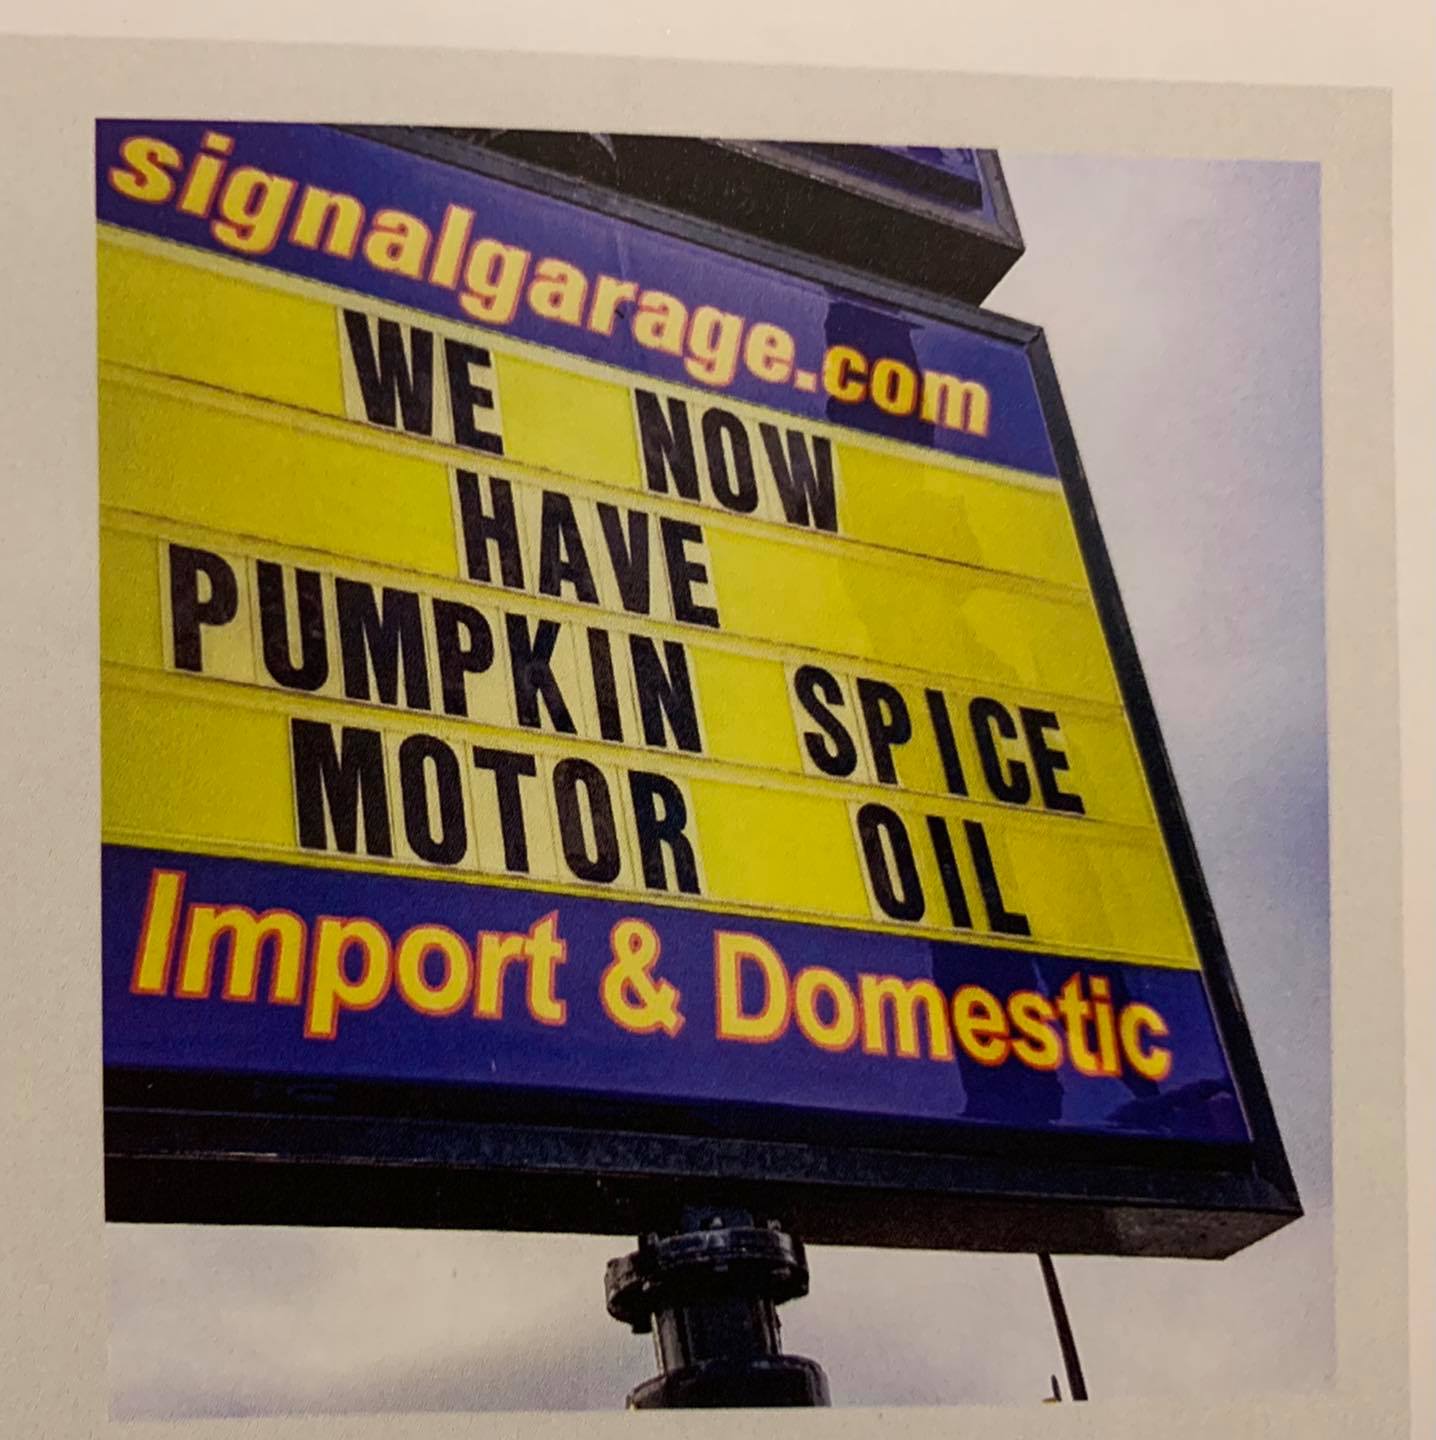 signalgarage.com
WE NOW
HAVE
PUMPKIN SPICE
MOTOR OIL
Import & Domestic